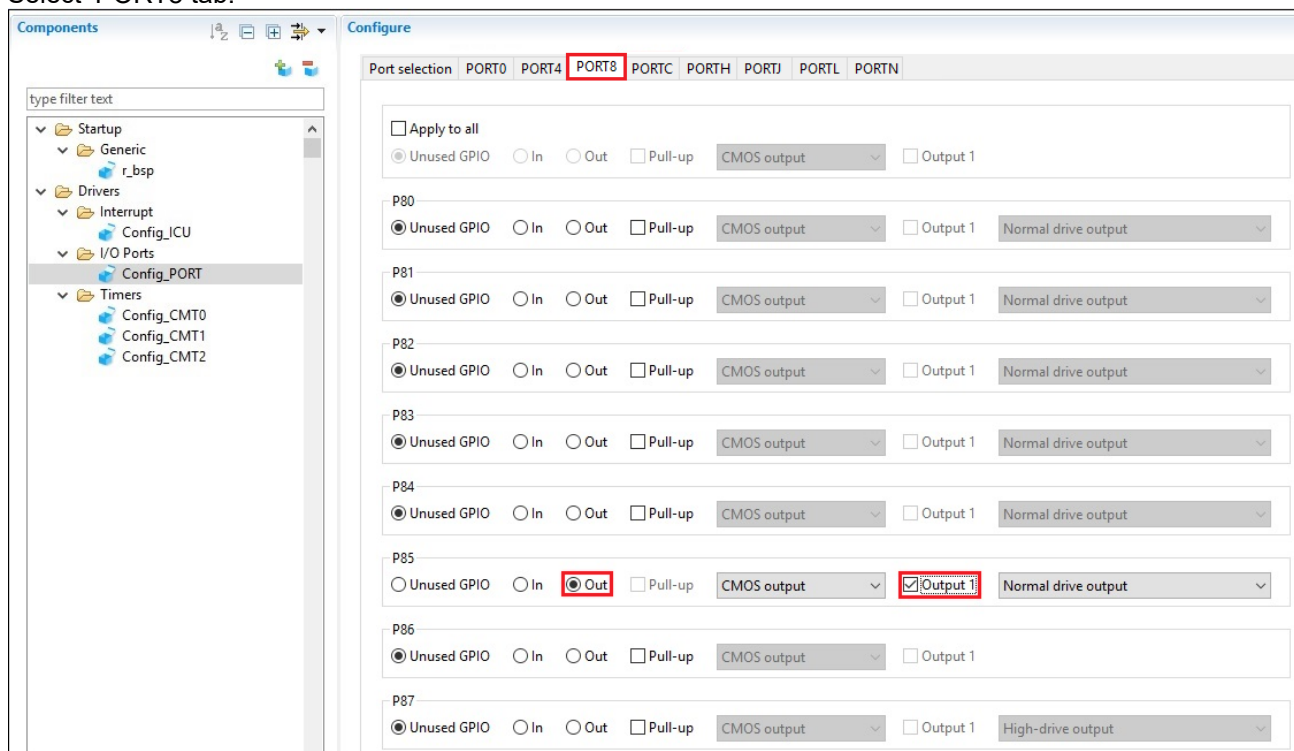 Select 'PORT8 tab.
Components
Configure
Port selection PORT0 PORT4 PORT8 PORTC PORTH PORTJ PORTL PORTN
type filter text
Startup
Generic
r_bsp
Drivers
Interrupt
Config_ICU
I/O Ports
Config_PORT
Timers
Config_CMT0
Config_CMT1
Config_CMT2
Apply to all
Unused GPIO In Out Pull-up CMOS output Output 1
P80
Unused GPIO In Out Pull-up CMOS output Output 1 Normal drive output
P81
Unused GPIO In Out Pull-up CMOS output Output 1 Normal drive output
P82
Unused GPIO In Out Pull-up CMOS output Output 1 Normal drive output
P83
Unused GPIO In Out Pull-up CMOS output Output 1 Normal drive output
P84
Unused GPIO In Out Pull-up CMOS output Output 1 Normal drive output
P85
Unused GPIO In Out Pull-up CMOS output Output 1 Normal drive output
P86
Unused GPIO In Out Pull-up CMOS output Output 1
P87
Unused GPIO In Out Pull-up CMOS output Output 1 High-drive output